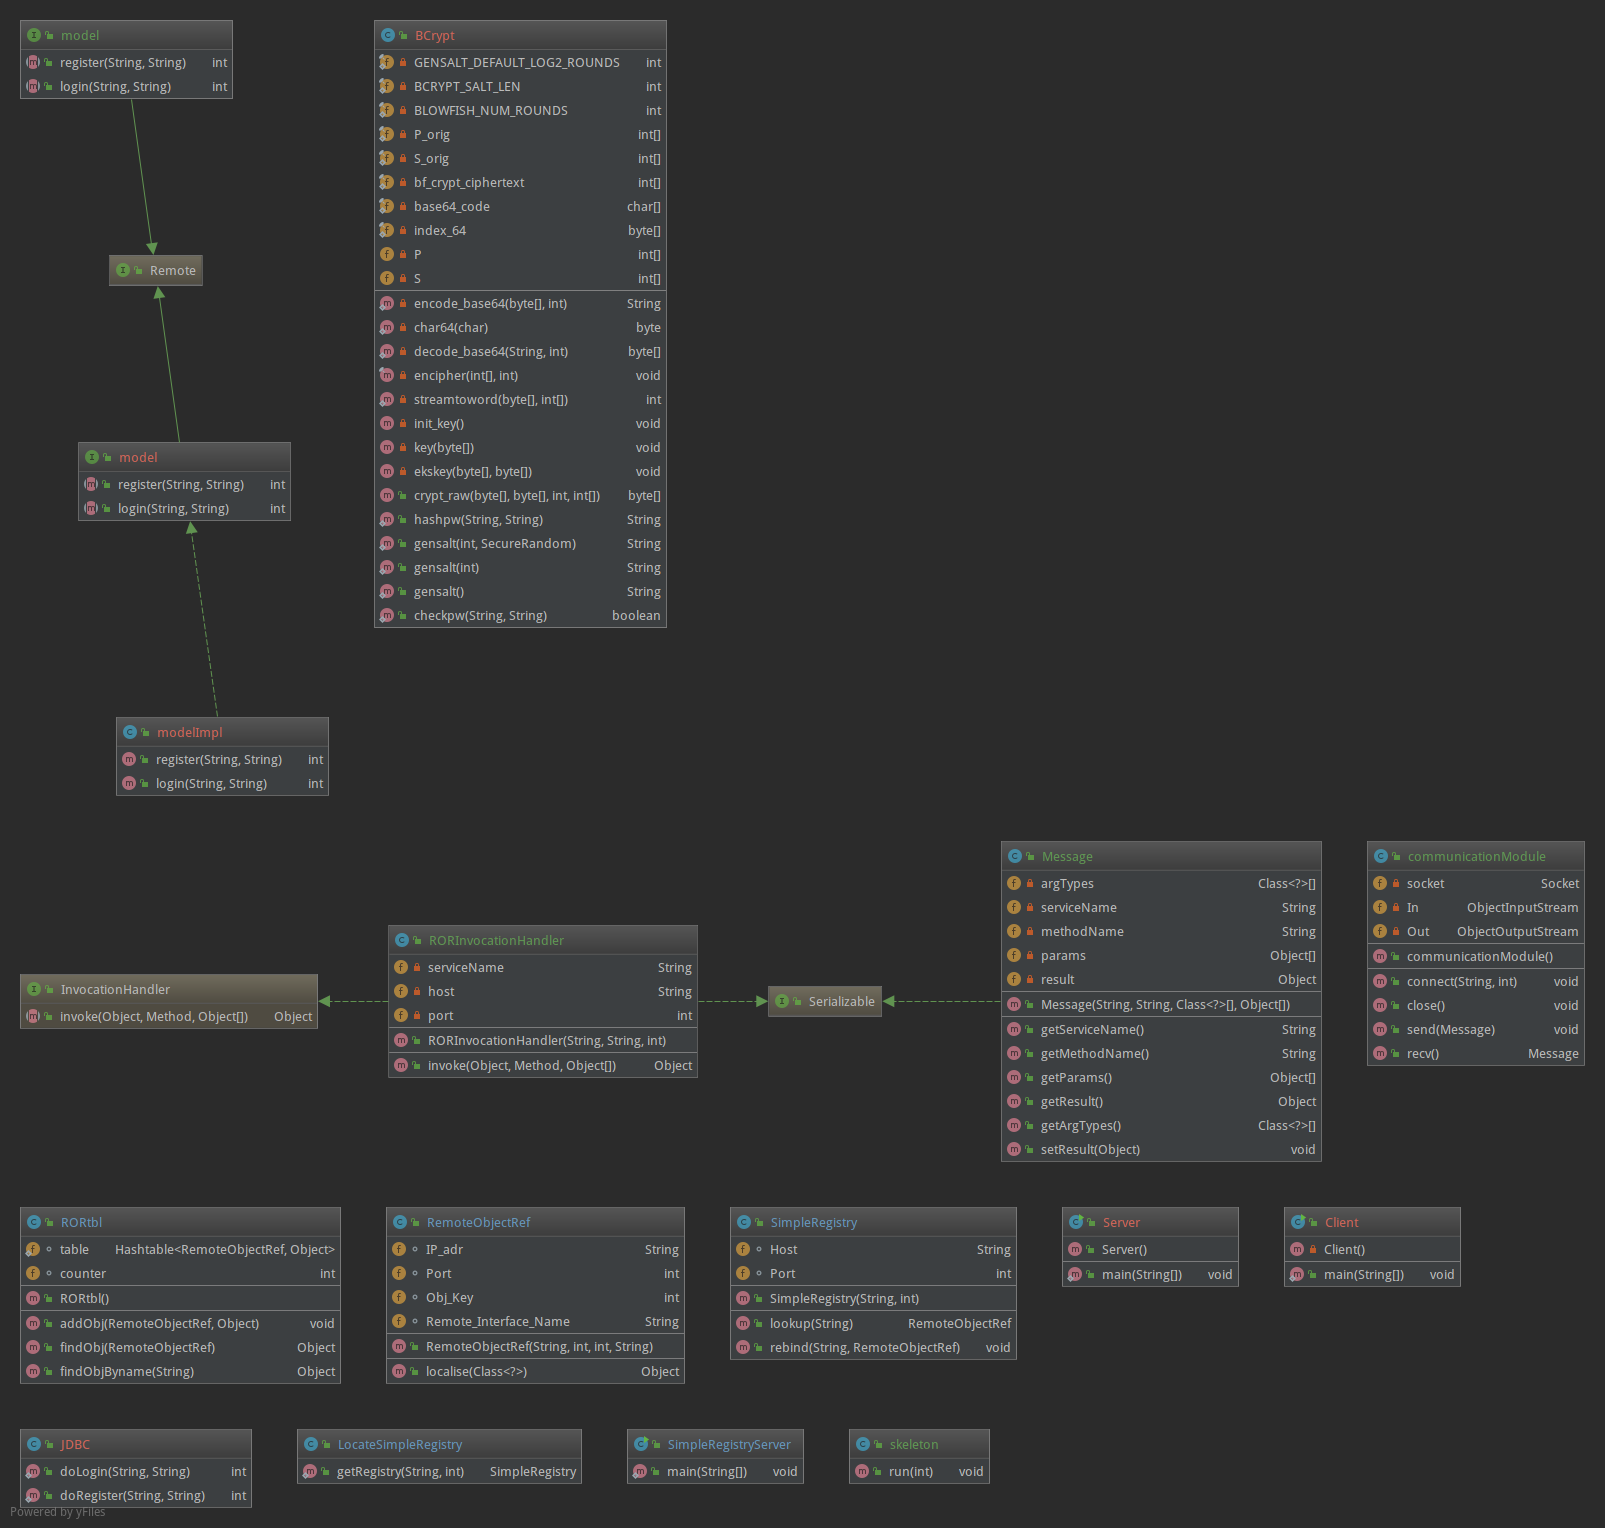 model
register(String, String) int
login(String, String) int
BCrypt
GENSALT_DEFAULT_LOG2_ROUNDS int
BCRYPT_SALT_LEN int
BLOWFISH_NUM_ROUNDS int
P_orig int[]
S_orig int[]
bf_crypt_ciphertext int[]
base64_code char[]
index_64 byte[]
P int[]
S int[]
encode_base64(byte[], int) String
char64(char) byte
decode_base64(String, int) byte[]
encipher(int[], int) void
streamtoword(byte[], int[]) int
init_key() void
key(byte[]) void
ekskey(byte[], byte[]) void
crypt_raw(byte[], byte[], int, int[]) byte[]
hashpw(String, String) String
gensalt(int, SecureRandom) String
gensalt(int) String
gensalt() String
checkpw(String, String) boolean
Remote
model
register(String, String) int
login(String, String) int
modelImpl
register(String, String) int
login(String, String) int
InvocationHandler
invoke(Object, Method, Object[]) Object
RORInvocationHandler
serviceName String
host String
port int
RORInvocationHandler(String, String, int)
invoke(Object, Method, Object[]) Object
Serializable
Message
argTypes Class<?>[]
serviceName String
methodName String
params Object[]
result Object
Message(String, String, Class<?>[], Object[])
getServiceName() String
getMethodName() String
getParams() Object[]
getResult() Object
getArgTypes() Class<?>[]
setResult(Object) void
communicationModule
socket Socket
In ObjectInputStream
Out ObjectOutputStream
communicationModule()
connect(String, int) void
close() void
send(Message) void
recv() Message
RORtbl
table Hashtable<RemoteObjectRef, Object>
counter int
RORtbl()
addObj(RemoteObjectRef, Object) void
findObj(RemoteObjectRef) Object
findObjByname(String) Object
RemoteObjectRef
IP_adr String
Port int
Obj_Key int
Remote_Interface_Name String
RemoteObjectRef(String, int, int, String)
localise(Class<?>) Object
SimpleRegistry
Host String
Port int
SimpleRegistry(String, int)
lookup(String) RemoteObjectRef
rebind(String, RemoteObjectRef) void
Server
Server()
main(String[]) void
Client
Client()
main(String[]) void
JDBC
doLogin(String, String) int
doRegister(String, String) int
LocateSimpleRegistry
getRegistry(String, int) SimpleRegistry
SimpleRegistryServer
main(String[]) void
skeleton
run(int) void
Powered by yFiles